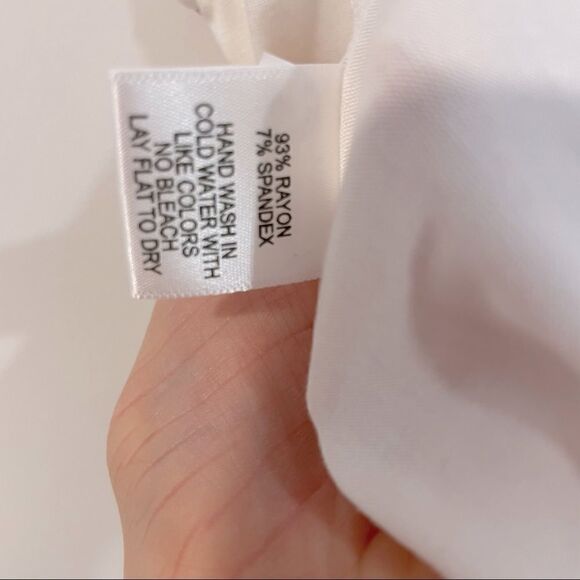 93% RAYON
7% SPANDEX
HAND WASH IN
COLD WATER WITH
LIKE COLORS
NO BLEACH
LAY FLAT TO DRY